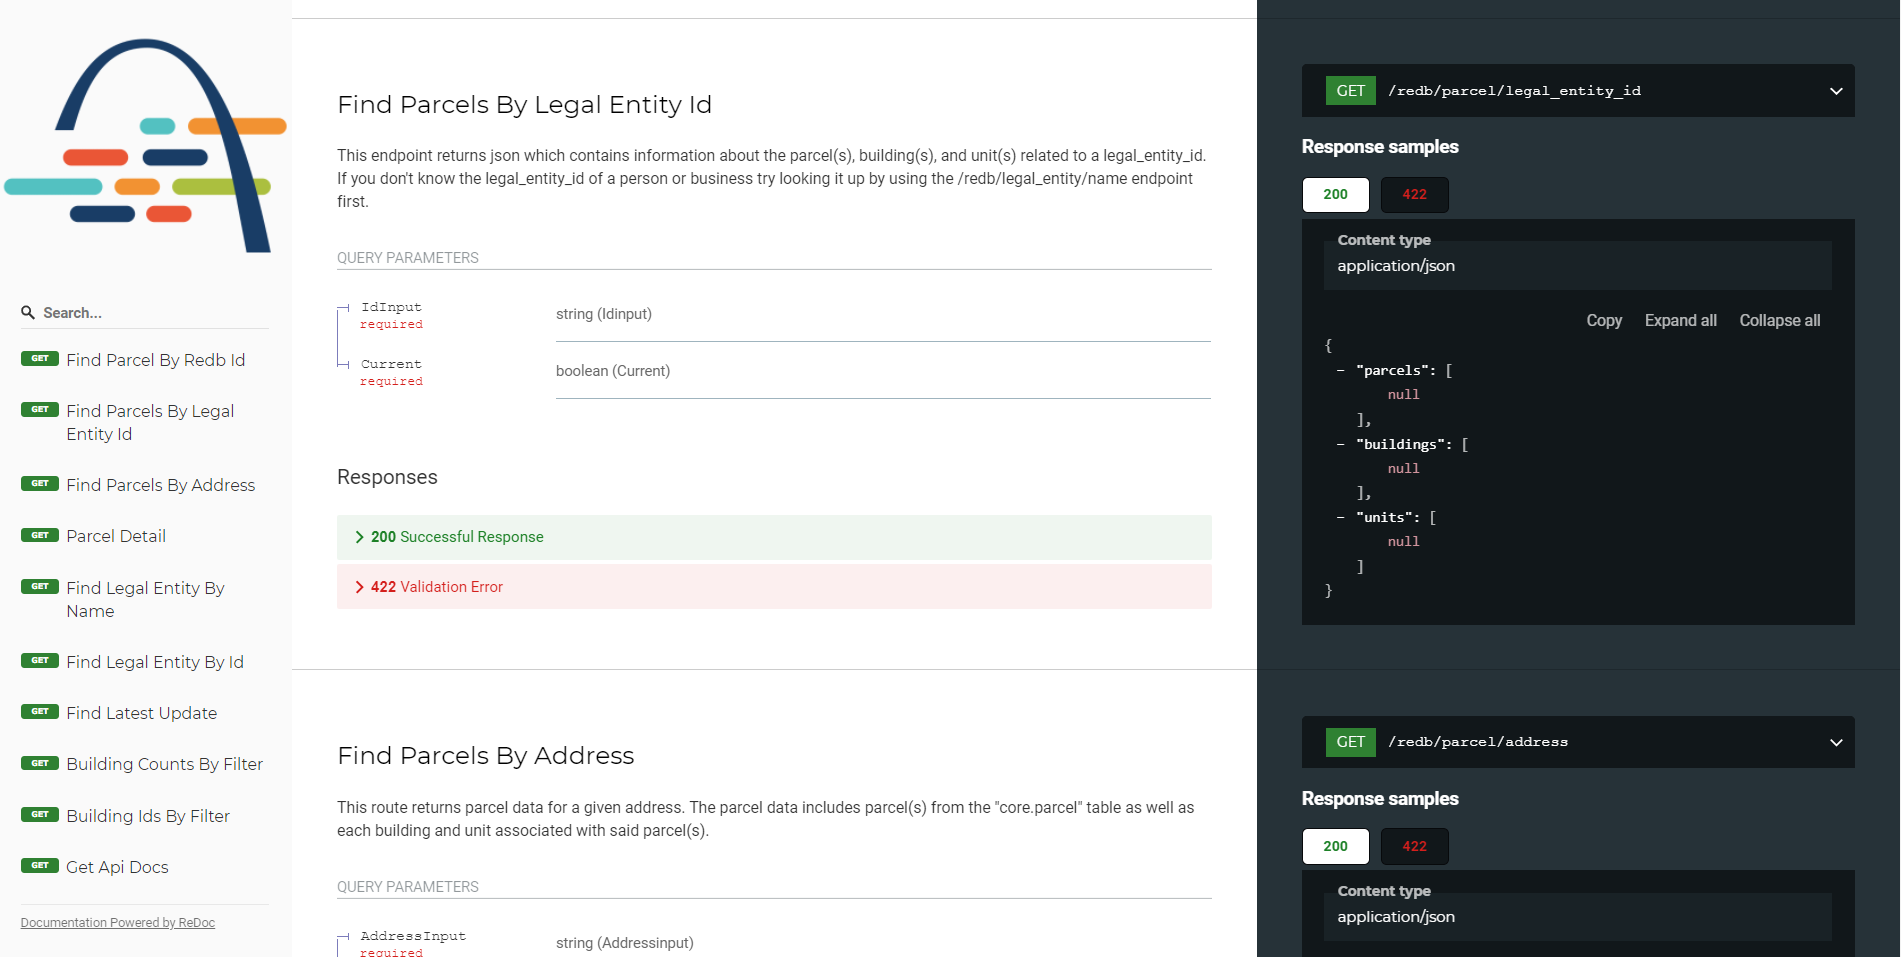 Search...
GET Find Parcel By Redb Id
GET Find Parcels By Legal
Entity Id
GET Find Parcels By Address
GET Parcel Detail
GET Find Legal Entity By
Name
GET Find Legal Entity By Id
GET Find Latest Update
GET Building Counts By Filter
GET Building Ids By Filter
GET Get Api Docs
Documentation Powered by ReDoc
Find Parcels By Legal Entity Id
This endpoint returns json which contains information about the parcel(s), building(s), and unit(s) related to a legal_entity_id.
If you don't know the legal_entity_id of a person or business try looking it up by using the /redb/legal_entity/name endpoint
first.
QUERY PARAMETERS
IdInput
required
string (Idinput)
Current
required
boolean (Current)
Responses
200 Successful Response
422 Validation Error
GET /redb/parcel/legal_entity_id
Response samples
200 422
Content type
application/json
Copy Expand all Collapse all
{
– "parcels": [
null
],
– "buildings": [
null
],
– "units": [
null
]
}
Find Parcels By Address
This route returns parcel data for a given address. The parcel data includes parcel(s) from the "core.parcel" table as well as
each building and unit associated with said parcel(s).
QUERY PARAMETERS
AddressInput
required
string (Addressinput)
GET /redb/parcel/address
Response samples
200 422
Content type
application/json